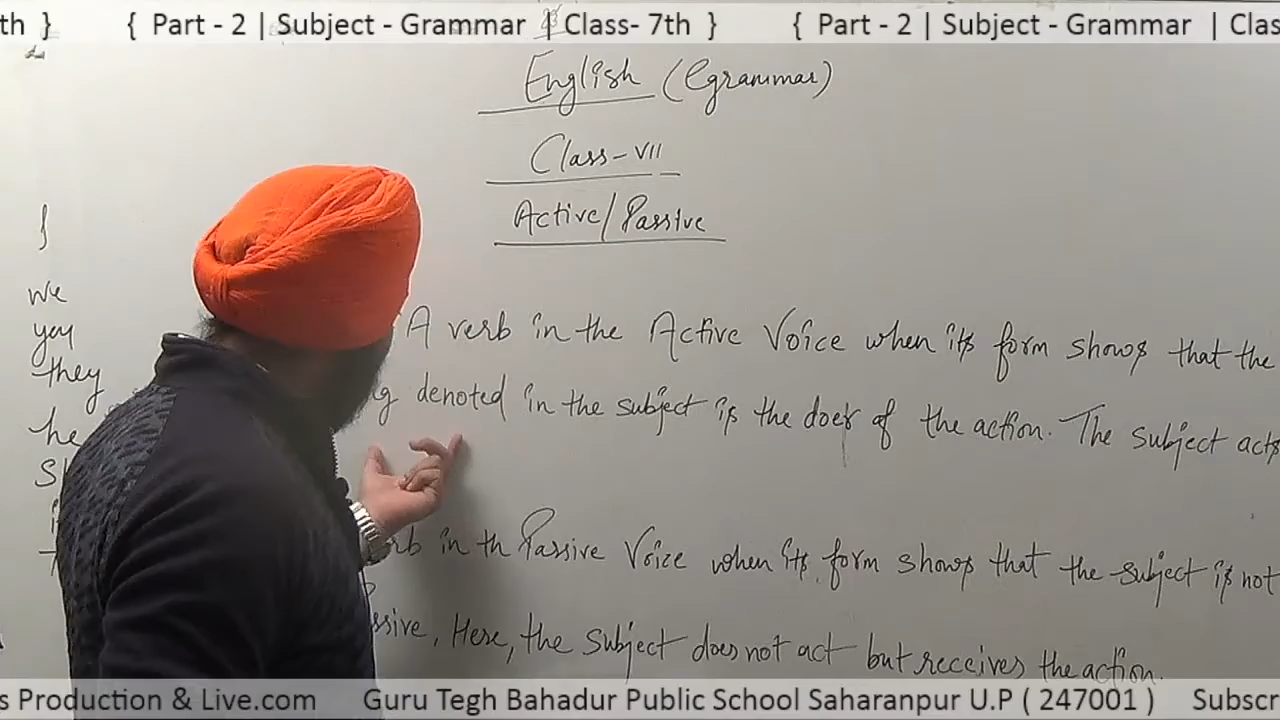 th } { Part - 2 | Subject - Grammar | Class- 7th } { Part - 2 | Subject - Grammar | Clas
English (Grammar)
Class-VII
Active/Passive
I
we
you
they
he
A verb in the Active Voice when its form shows that the
denoted in the subject is the doer of the action. The subject acts
in th Passive Voice when its form shows that the subject is not
Here, the subject does not act but receives the action.
s Production & Live.com Guru Tegh Bahadur Public School Saharanpur U.P ( 247001 ) Subscr